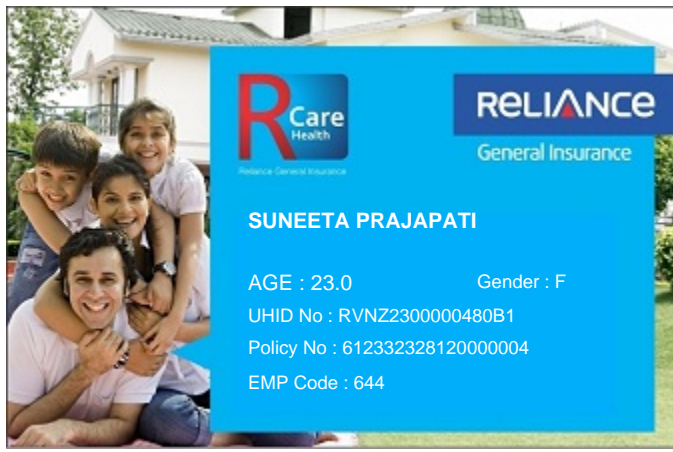 R Care
Health
Reliance General Insurance
RELIANCE
General Insurance
SUNEETA PRAJAPATI
AGE : 23.0 Gender : F
UHID No : RVNZ2300000480B1
Policy No : 612332328120000004
EMP Code : 644